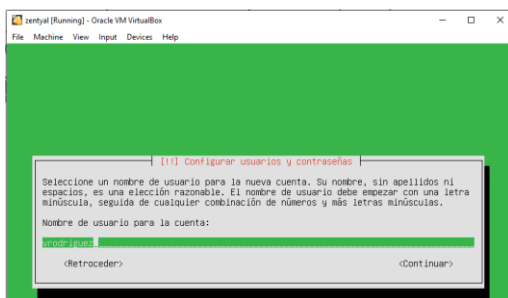 zentyal [Running] - Oracle VM VirtualBox
File Machine View Input Devices Help
[!!] Configurar usuarios y contraseñas
Seleccione un nombre de usuario para la nueva cuenta. Su nombre, sin apellidos ni
espacios, es una elección razonable. El nombre de usuario debe empezar con una letra
minúscula, seguida de cualquier combinación de números y más letras minúsculas.
Nombre de usuario para la cuenta:
vrodriguez
<Retroceder> <Continuar>